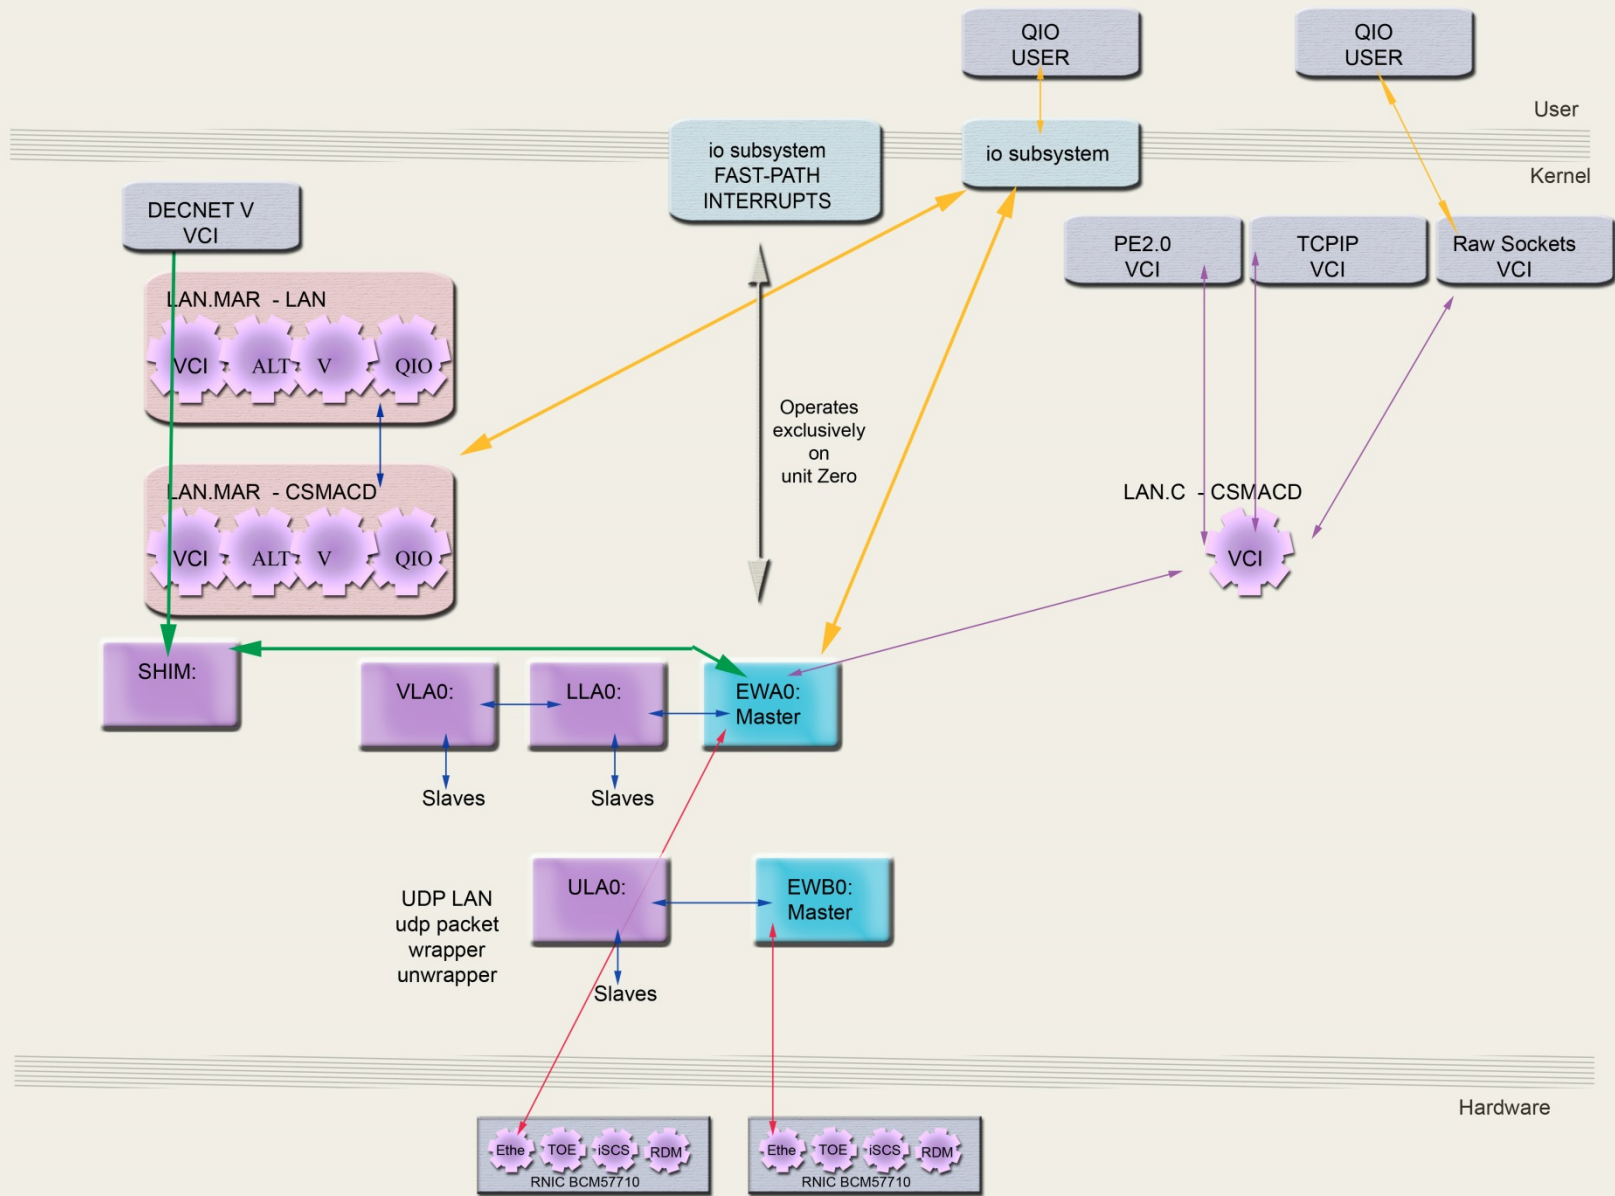 QIO
USER
QIO
USER
User
io subsystem
FAST-PATH
INTERRUPTS
io subsystem
Kernel
DECNET V
VCI
PE2.0
VCI
TCPIP
VCI
Raw Sockets
VCI
LAN.MAR - LAN
VCI
ALT
V
QIO
Operates
exclusively
on
unit Zero
LAN.MAR - CSMACD
VCI
ALT
V
QIO
LAN.C - CSMACD
VCI
SHIM:
VLA0:
LLA0:
EWA0:
Master
Slaves
Slaves
UDP LAN
udp packet
wrapper
unwrapper
ULA0:
EWB0:
Master
Slaves
Hardware
Ethe
TOE
iSCS
RDM
RNIC BCM57710
Ethe
TOE
iSCS
RDM
RNIC BCM57710